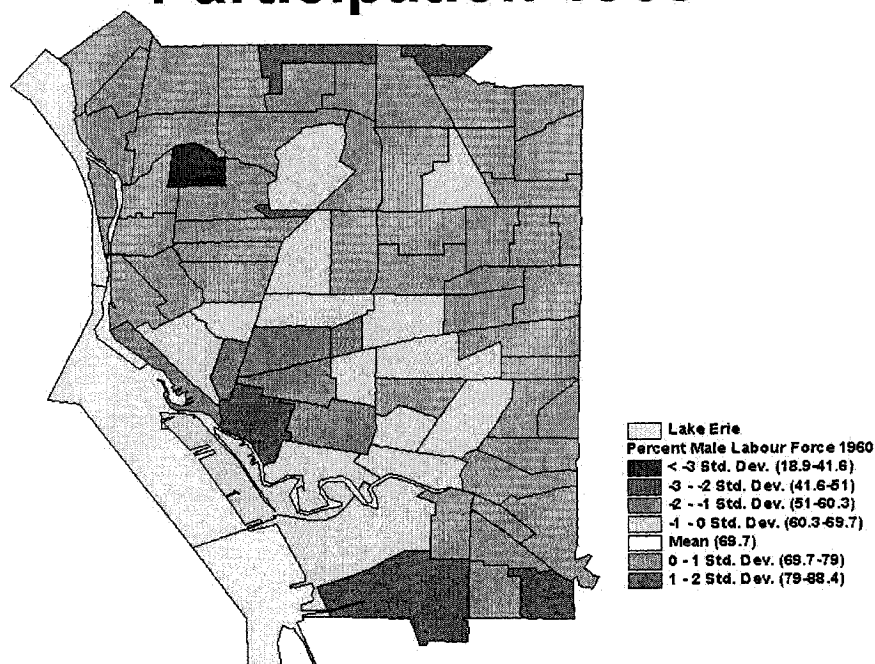 Lake Erie
Percent Male Labour Force 1960
< -3 Std. Dev. (18.9-41.6)
-3 - -2 Std. Dev. (41.6-51)
-2 - -1 Std. Dev. (51-60.3)
-1 - 0 Std. Dev. (60.3-69.7)
Mean (69.7)
0 - 1 Std. Dev. (69.7-79)
1 - 2 Std. Dev. (79-88.4)